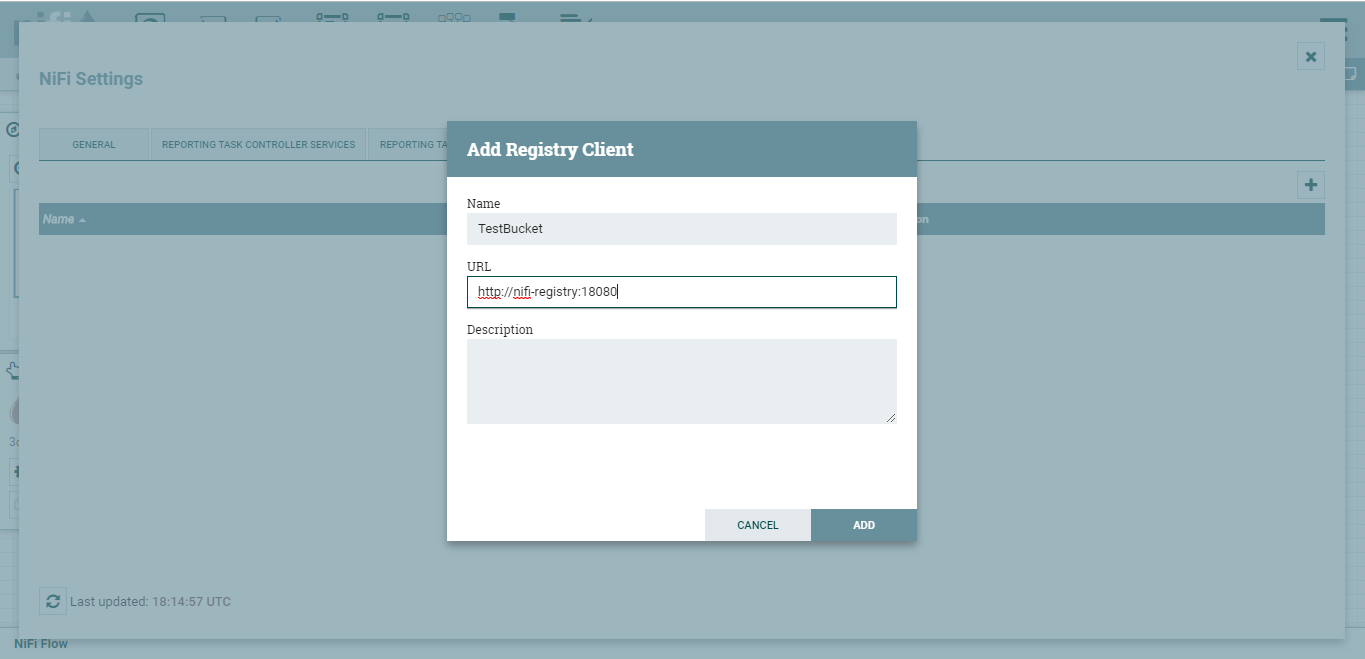 NiFi Settings
GENERAL
REPORTING TASK CONTROLLER SERVICES
REPORTING TA
Name
Add Registry Client
Name
TestBucket
URL
http://nifi-registry:18080
Description
CANCEL
ADD
Last updated: 18:14:57 UTC
NiFi Flow